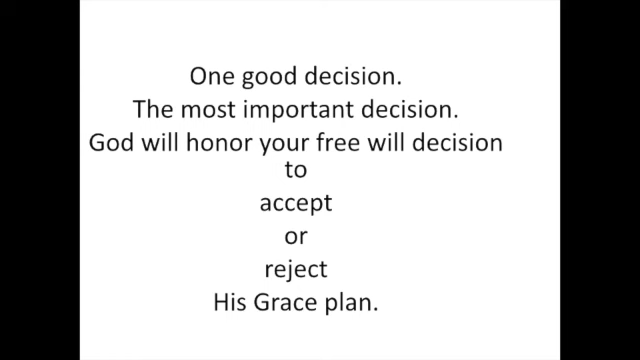 One good decision.
The most important decision.
God will honor your free will decision
to
accept
or
reject
His Grace plan.